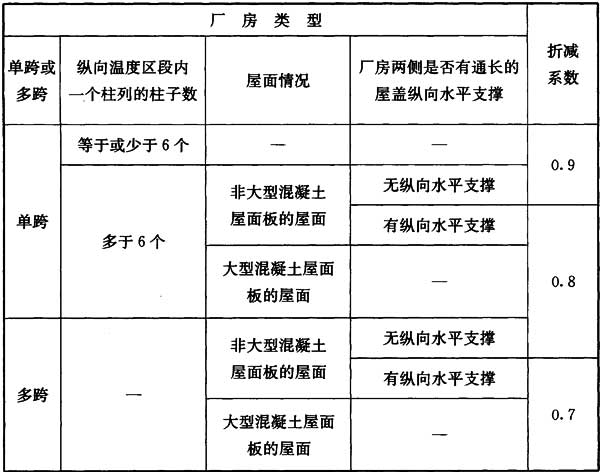 厂房类型
单跨或
多跨
纵向温度区段内
一个柱列的柱子数
屋面情况
厂房两侧是否有通长的
屋盖纵向水平支撑
折减
系数
单跨
等于或少于6个
—
—
0.9
多于6个
非大型混凝土
屋面板的屋面
无纵向水平支撑
有纵向水平支撑
0.8
大型混凝土屋面
板的屋面
—
多跨
—
非大型混凝土
屋面板的屋面
无纵向水平支撑
有纵向水平支撑
0.7
大型混凝土屋面
板的屋面
—